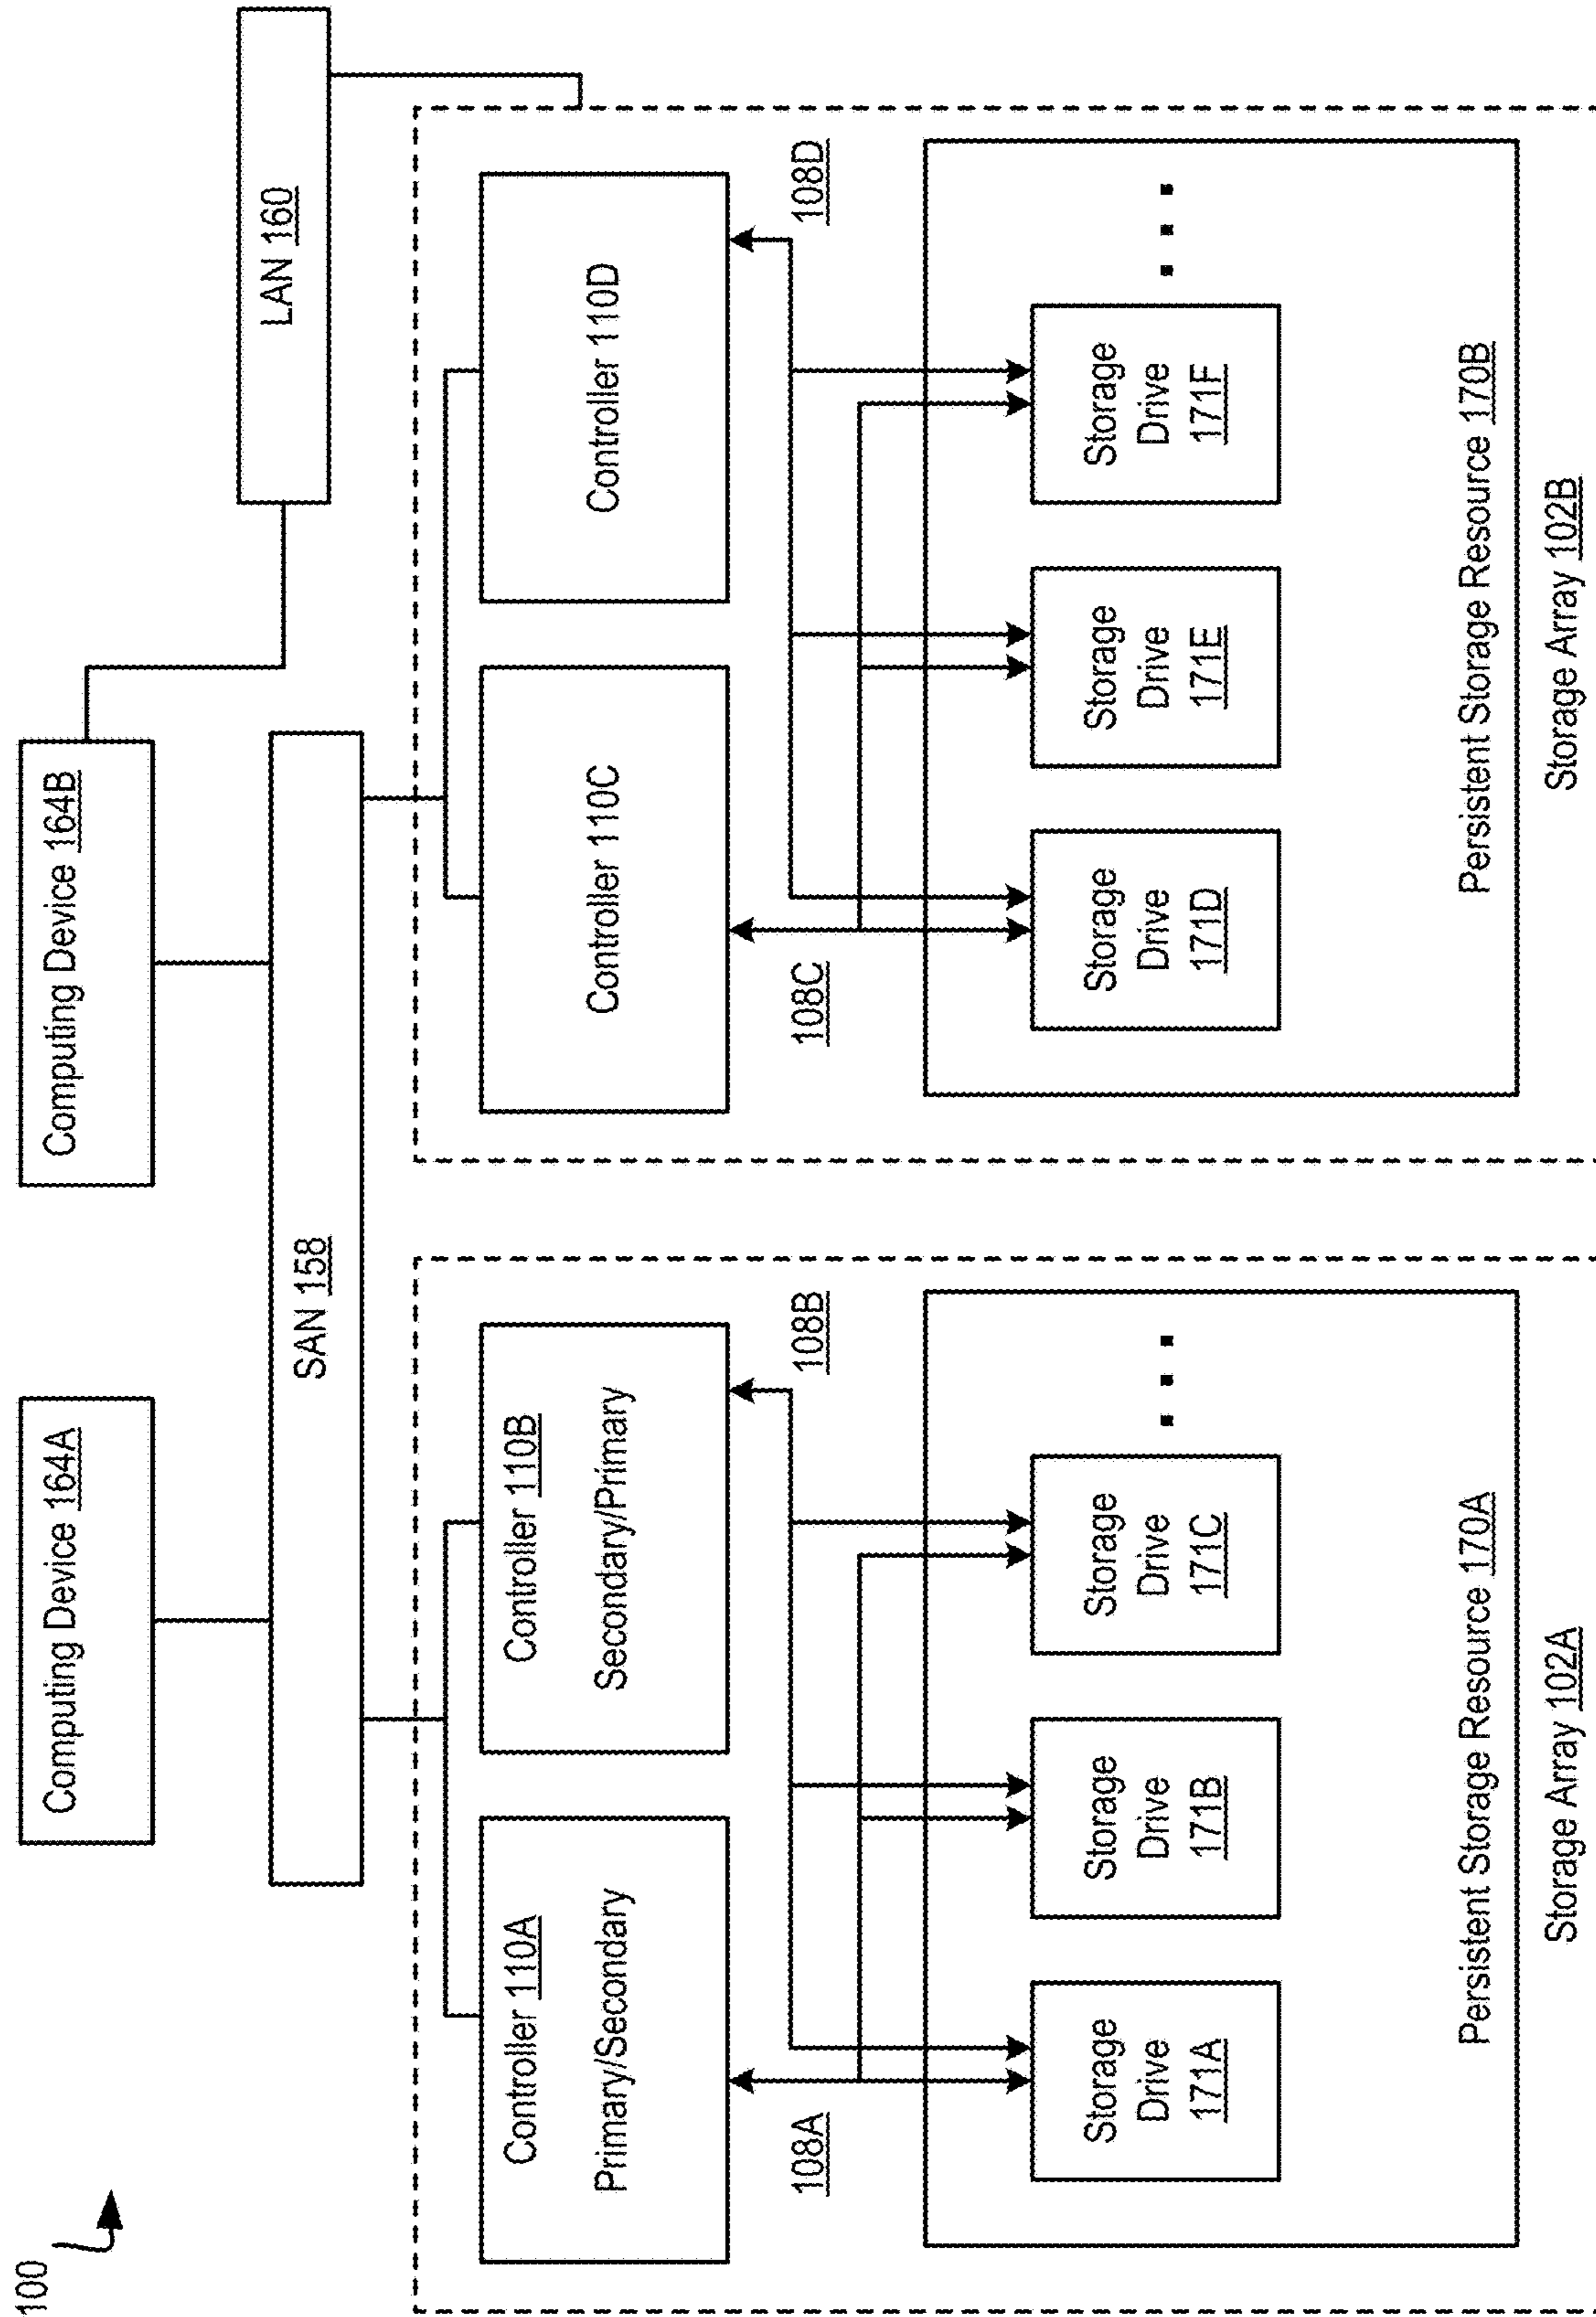 100
Computing Device 164A
Computing Device 164B
SAN 158
LAN 160
Controller 110A
Primary/Secondary
Controller 110B
Secondary/Primary
Controller 110C
Controller 110D
108A
108B
108C
108D
Storage
Drive
171A
Storage
Drive
171B
Storage
Drive
171C
Storage
Drive
171D
Storage
Drive
171E
Storage
Drive
171F
Persistent Storage Resource 170A
Persistent Storage Resource 170B
Storage Array 102A
Storage Array 102B